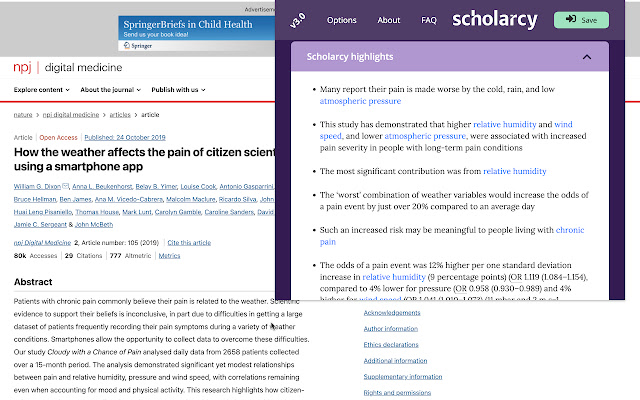 Advertisement
SpringerBriefs in Child Health
Send us your book idea!
Springer
npj | digital medicine
Explore content
About the journal
Publish with us
nature > npj digital medicine > articles > article
Article | Open Access | Published: 24 October 2019
How the weather affects the pain of citizen scient
using a smartphone app
William G. Dixon, Anna L. Beukenhorst, Belay B. Yimer, Louise Cook, Antonio Gasparrini,
Bruce Hellman, Ben James, Ana M. Vicedo-Cabrera, Malcolm Maclure, Ricardo Silva, John
Huai Leng Pisaniello, Thomas House, Mark Lunt, Carolyn Gamble, Caroline Sanders, David
Jamie C. Sergeant & John McBeth
npj Digital Medicine 2, Article number: 105 (2019) | Cite this article
80k Accesses | 29 Citations | 777 Altmetric | Metrics
Abstract
Patients with chronic pain commonly believe their pain is related to the weather. Scientific
evidence to support their beliefs is inconclusive, in part due to difficulties in getting a large
dataset of patients frequently recording their pain symptoms during a variety of weather
conditions. Smartphones allow the opportunity to collect data to overcome these difficulties.
Our study Cloudy with a Chance of Pain analysed daily data from 2658 patients collected
over a 15-month period. The analysis demonstrated significant yet modest relationships
between pain and relative humidity, pressure and wind speed, with correlations remaining
even when accounting for mood and physical activity. This research highlights how citizen-
v3.0
Options
About
FAQ
scholarcy
Save
Scholarcy highlights
• Many report their pain is made worse by the cold, rain, and low
atmospheric pressure
• This study has demonstrated that higher relative humidity and wind
speed, and lower atmospheric pressure, were associated with increased
pain severity in people with long-term pain conditions
• The most significant contribution was from relative humidity
• The 'worst' combination of weather variables would increase the odds of
a pain event by just over 20% compared to an average day
• Such an increased risk may be meaningful to people living with chronic
pain
• The odds of a pain event was 12% higher per one standard deviation
increase in relative humidity (9 percentage points) (OR 1.119 (1.084–1.154),
compared to 4% lower for pressure (OR 0.958 (0.930–0.989) and 4%
higher for wind speed (OR 1.041 (1.010–1.073) (11 mbar and 2 m s-1
Acknowledgements
Author information
Ethics declarations
Additional information
Supplementary information
Rights and permissions